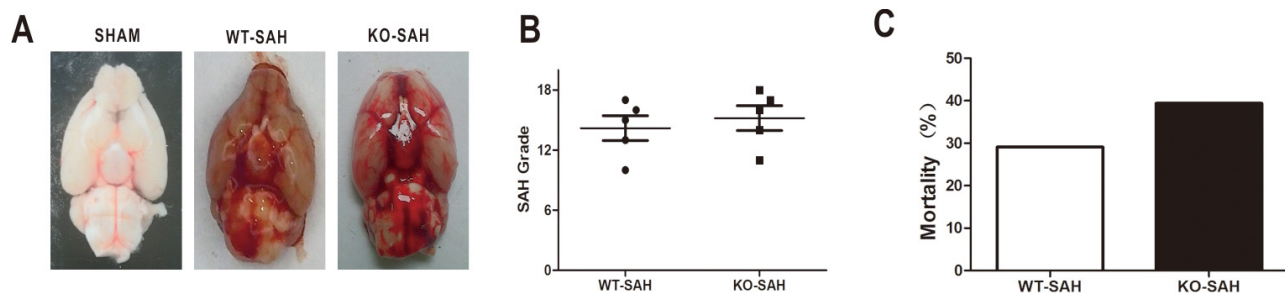 A
SHAM
WT-SAH
KO-SAH
B
SAH Grade
18
12
6
0
WT-SAH
KO-SAH
C
Mortality (%)
50
40
30
20
10
0
WT-SAH
KO-SAH